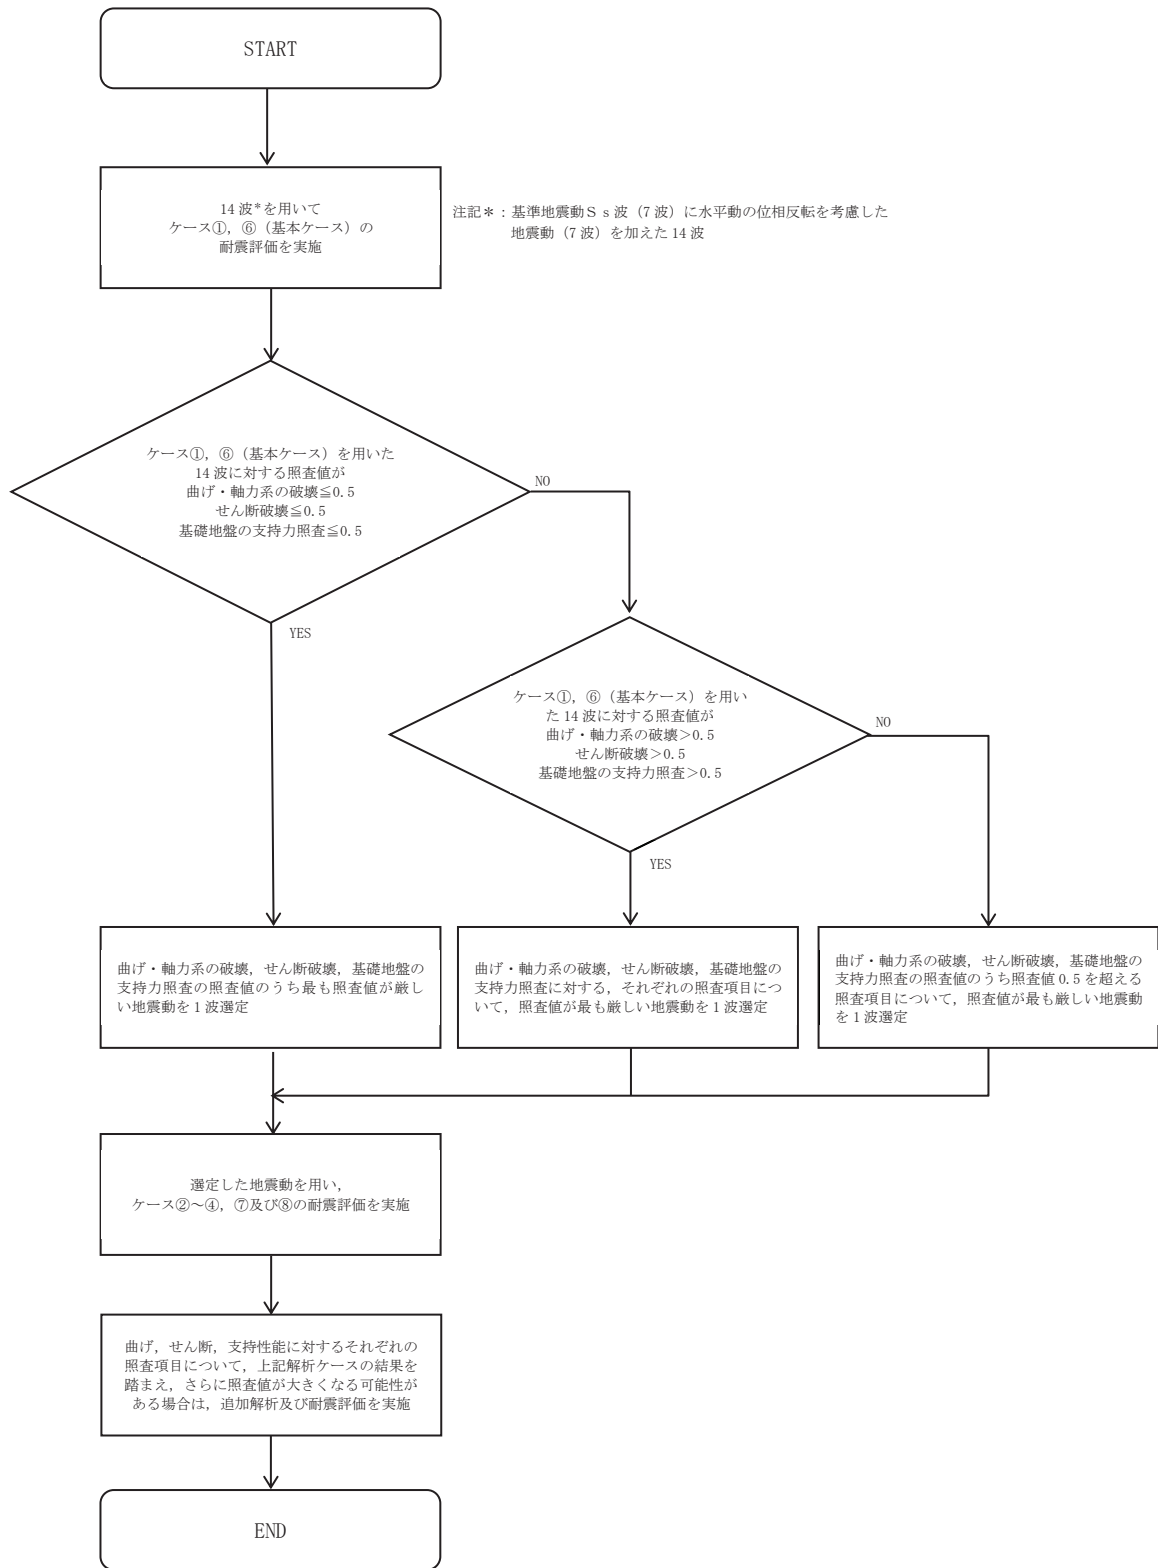 START
14 波*を用いて
ケース①，⑥（基本ケース）の
耐震評価を実施
注記＊：基準地震動Ｓｓ波（7 波）に水平動の位相反転を考慮した
地震動（7 波）を加えた 14 波
ケース①，⑥（基本ケース）を用いた
14 波に対する照査値が
曲げ・軸力系の破壊≦0.5
せん断破壊≦0.5
基礎地盤の支持力照査≦0.5
NO
YES
ケース①，⑥（基本ケース）を用い
た 14 波に対する照査値が
曲げ・軸力系の破壊＞0.5
せん断破壊＞0.5
基礎地盤の支持力照査＞0.5
NO
YES
曲げ・軸力系の破壊，せん断破壊，基礎地盤の
支持力照査の照査値のうち最も照査値が厳し
い地震動を 1 波選定
曲げ・軸力系の破壊，せん断破壊，基礎地盤の
支持力照査に対する，それぞれの照査項目につ
いて，照査値が最も厳しい地震動を 1 波選定
曲げ・軸力系の破壊，せん断破壊，基礎地盤の
支持力照査の照査値のうち照査値 0.5 を超える
照査項目について，照査値が最も厳しい地震動
を 1 波選定
選定した地震動を用い，
ケース②～④，⑦及び⑧の耐震評価を実施
曲げ，せん断，支持性能に対するそれぞれの
照査項目について，上記解析ケースの結果を
踏まえ，さらに照査値が大きくなる可能性が
ある場合は，追加解析及び耐震評価を実施
END